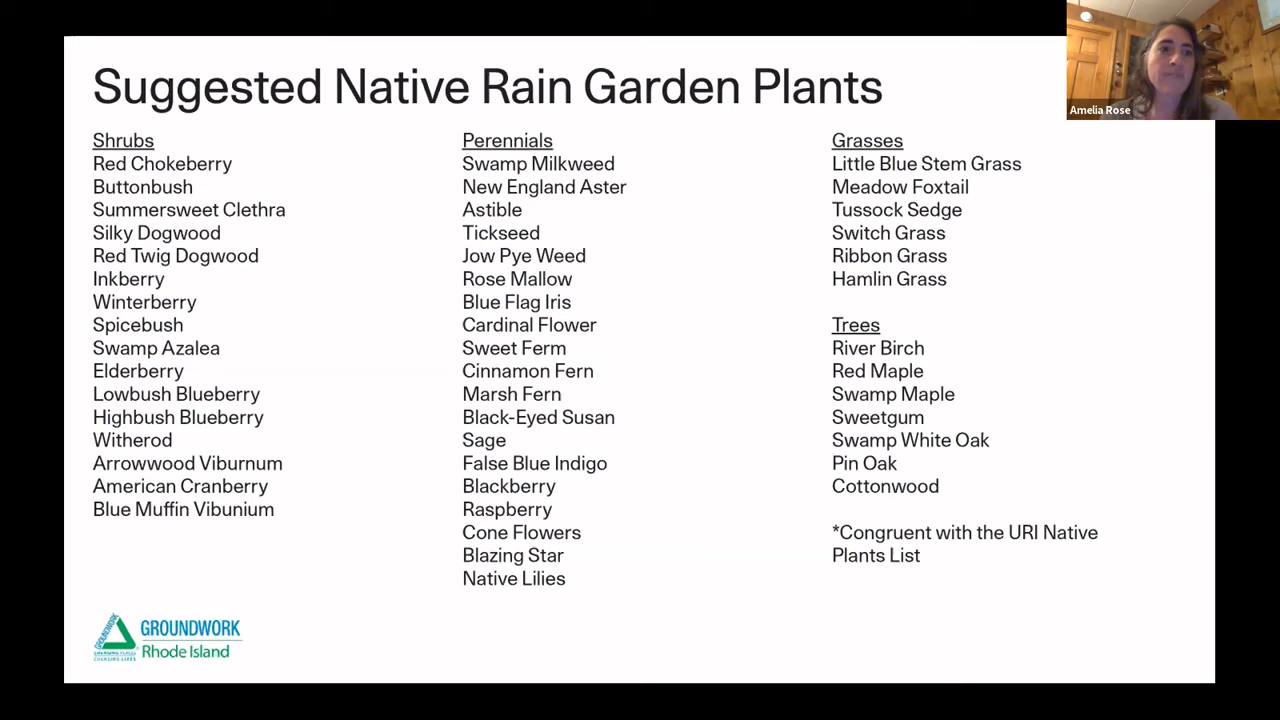 Suggested Native Rain Garden Plants
Amelia Rose
Shrubs
Red Chokeberry
Buttonbush
Summersweet Clethra
Silky Dogwood
Red Twig Dogwood
Inkberry
Winterberry
Spicebush
Swamp Azalea
Elderberry
Lowbush Blueberry
Highbush Blueberry
Witherod
Arrowwood Viburnum
American Cranberry
Blue Muffin Vibunium
Perennials
Swamp Milkweed
New England Aster
Astible
Tickseed
Jow Pye Weed
Rose Mallow
Blue Flag Iris
Cardinal Flower
Sweet Ferm
Cinnamon Fern
Marsh Fern
Black-Eyed Susan
Sage
False Blue Indigo
Blackberry
Raspberry
Cone Flowers
Blazing Star
Native Lilies
Grasses
Little Blue Stem Grass
Meadow Foxtail
Tussock Sedge
Switch Grass
Ribbon Grass
Hamlin Grass
Trees
River Birch
Red Maple
Swamp Maple
Sweetgum
Swamp White Oak
Pin Oak
Cottonwood
*Congruent with the URI Native
Plants List
GROUNDWORK
CHANGING PLACES
CHANGING LIVES
GROUNDWORK
Rhode Island